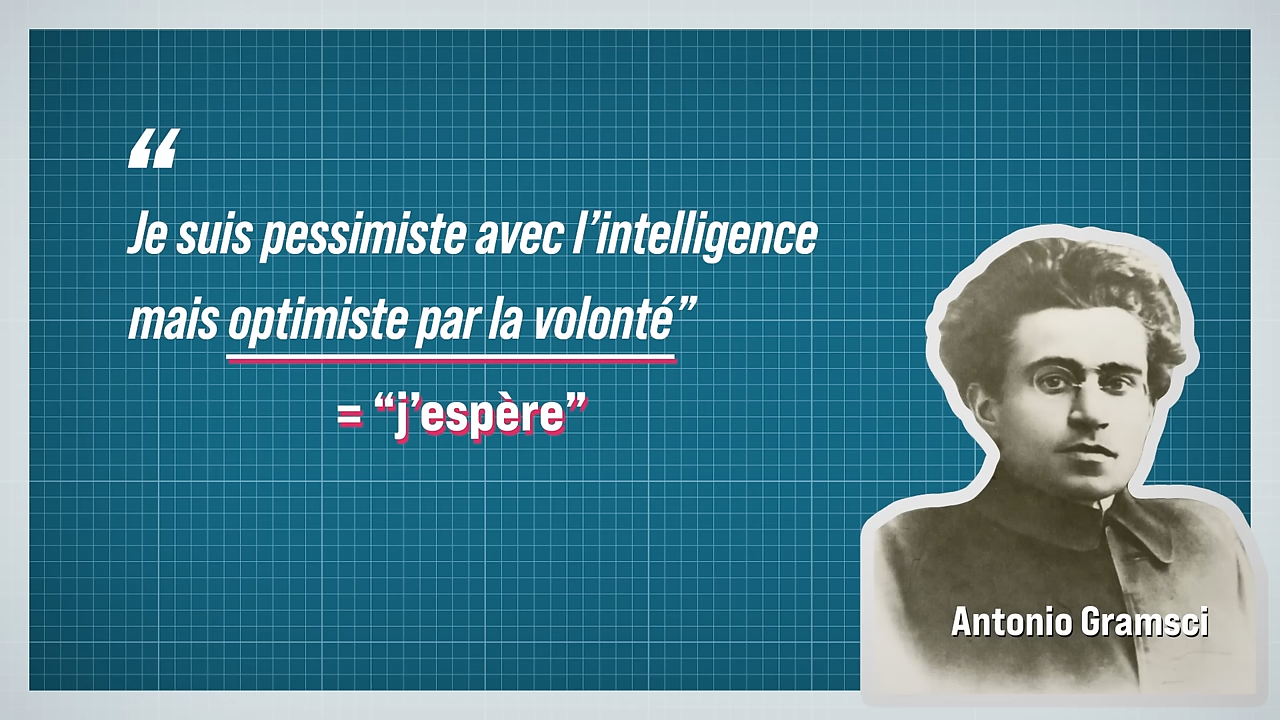 “
Je suis pessimiste avec l’intelligence
mais optimiste par la volonté”
= “j’espère”
Antonio Gramsci